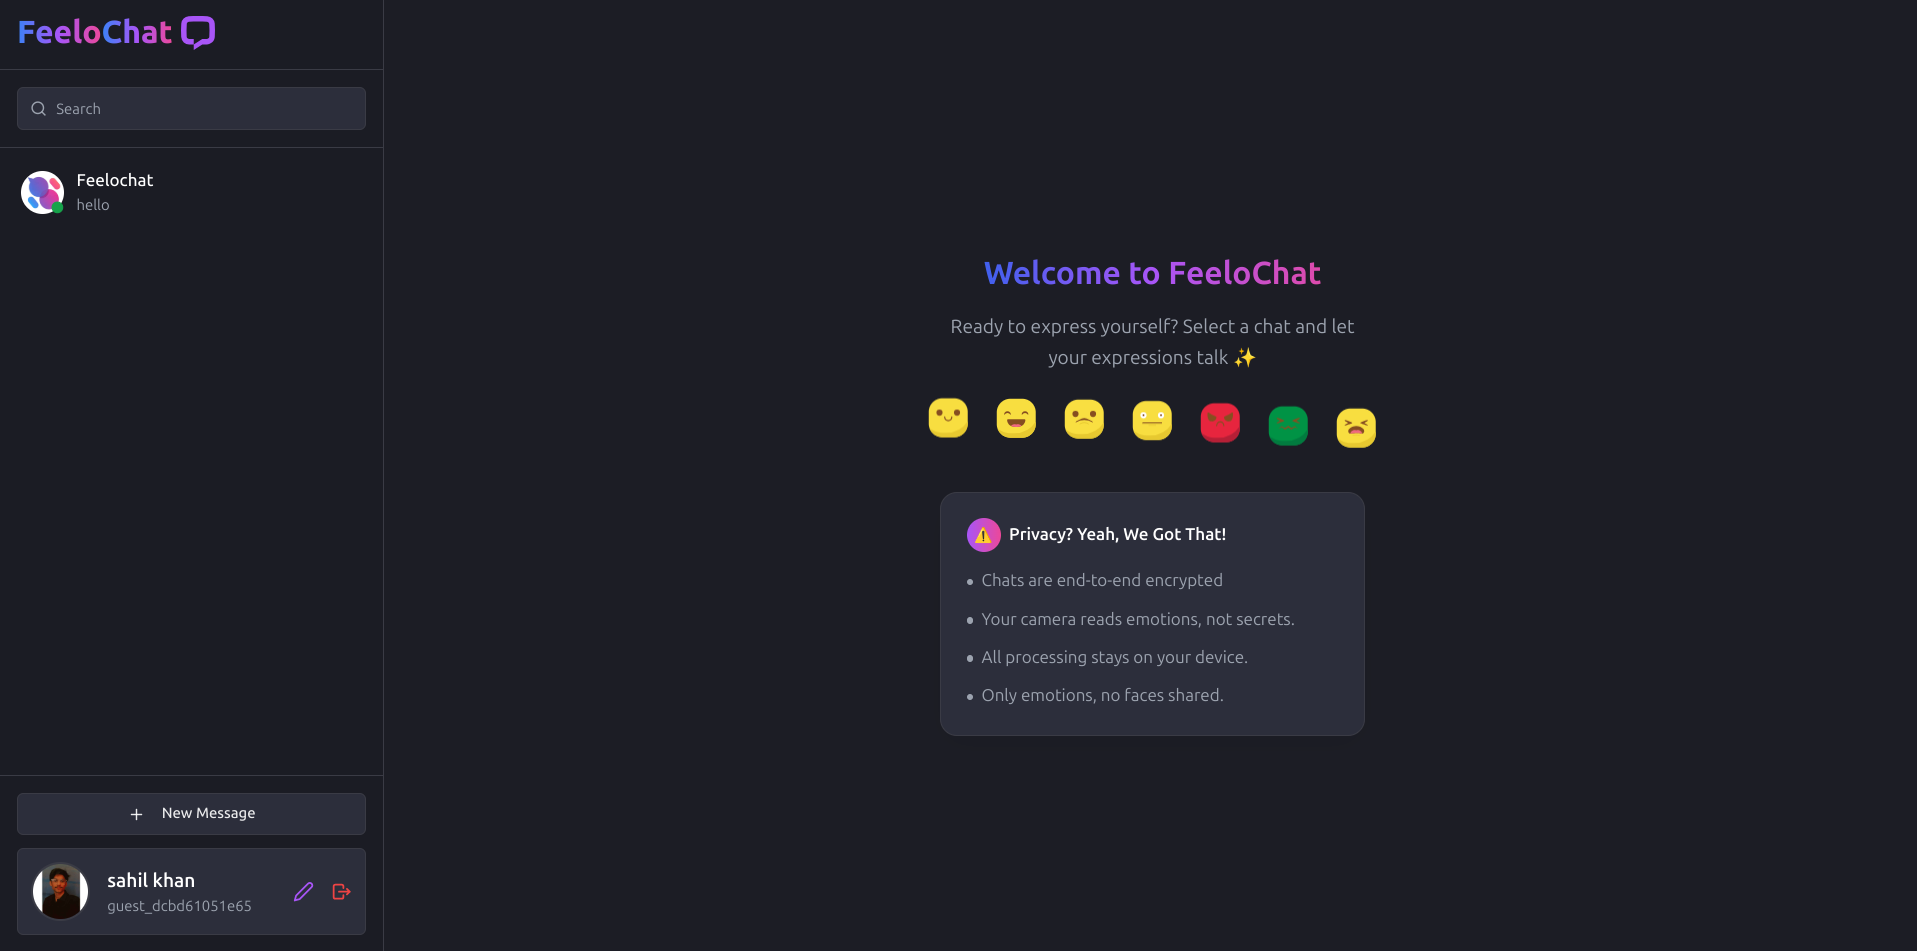 FeeloChat
Search
Feelochat
hello
Welcome to FeeloChat
Ready to express yourself? Select a chat and let
your expressions talk ✨
Privacy? Yeah, We Got That!
• Chats are end-to-end encrypted
• Your camera reads emotions, not secrets.
• All processing stays on your device.
• Only emotions, no faces shared.
+ New Message
sahil khan
guest_dcbd61051e65